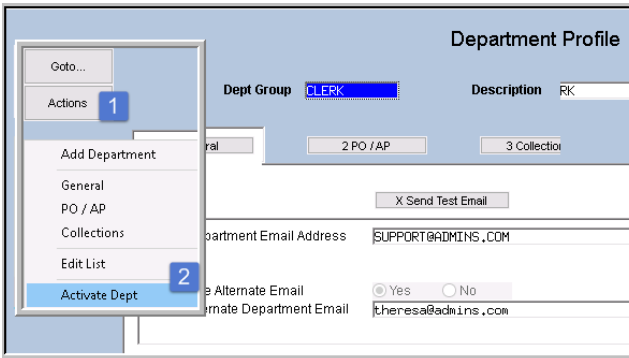 Department Profile
Goto...
Actions 1
Dept Group CLERK Description RK
ral 2 PO / AP 3 Collection
Add Department
General
PO / AP
Collections
Edit List
Activate Dept 2
X Send Test Email
partment Email Address SUPPORT@ADMINS.COM
e Alternate Email Yes No
ernate Department Email theresa@admins.com